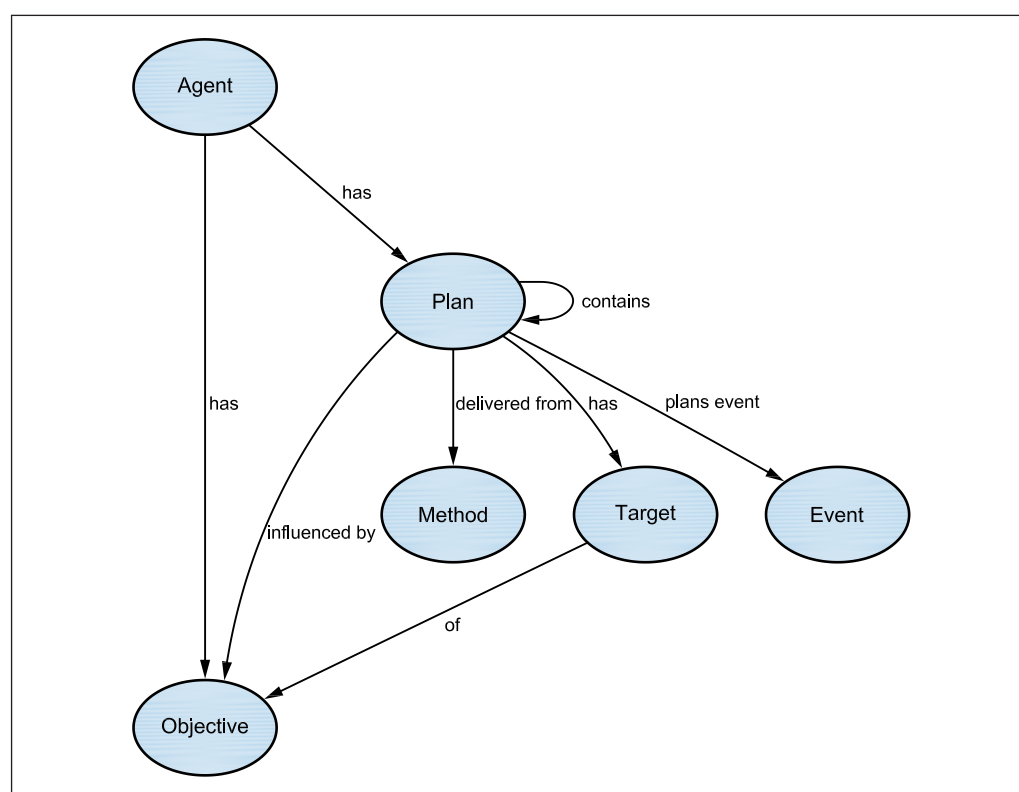 Agent
has
Plan
contains
has
delivered from
has
plans event
Method
Target
Event
influenced by
of
Objective